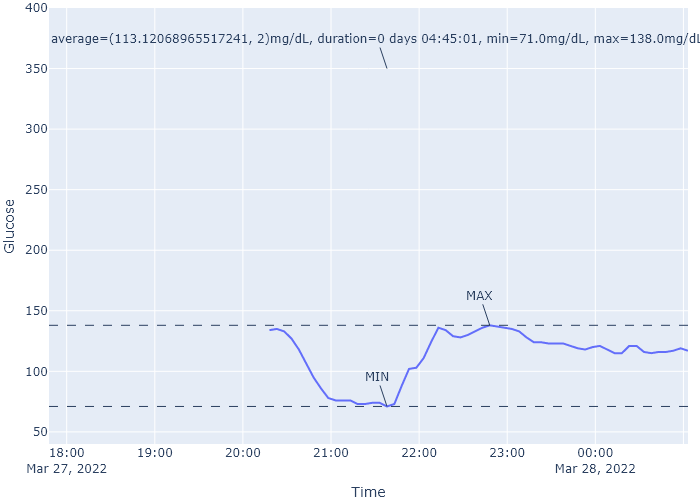 400
average=(113.12068965517241, 2)mg/dL, duration=0 days 04:45:01, min=71.0mg/dL, max=138.0mg/dL
350
300
250
200
150
100
50
Glucose
MAX
MIN
18:00 19:00 20:00 21:00 22:00 23:00 00:00
Mar 27, 2022 Mar 28, 2022
Time